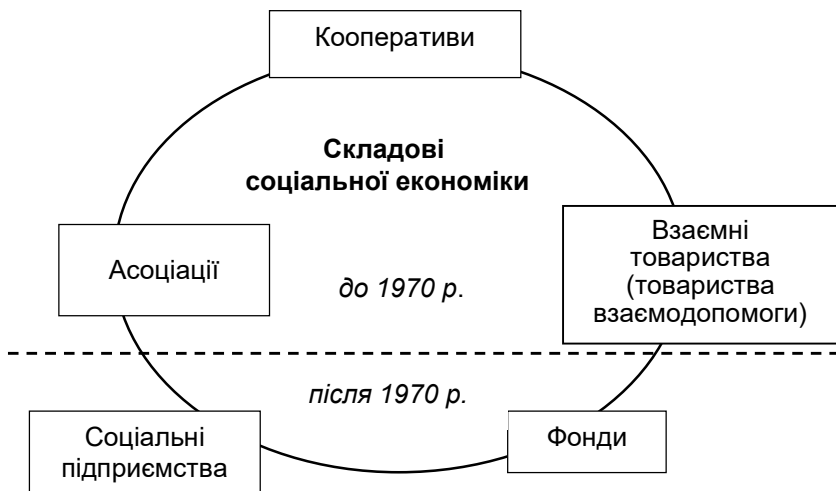 Кооперативи
Складові
соціальної економіки
Асоціації
Взаємні
товариства
(товариства
взаємодопомоги)
до 1970 р.
після 1970 р.
Соціальні
підприємства
Фонди